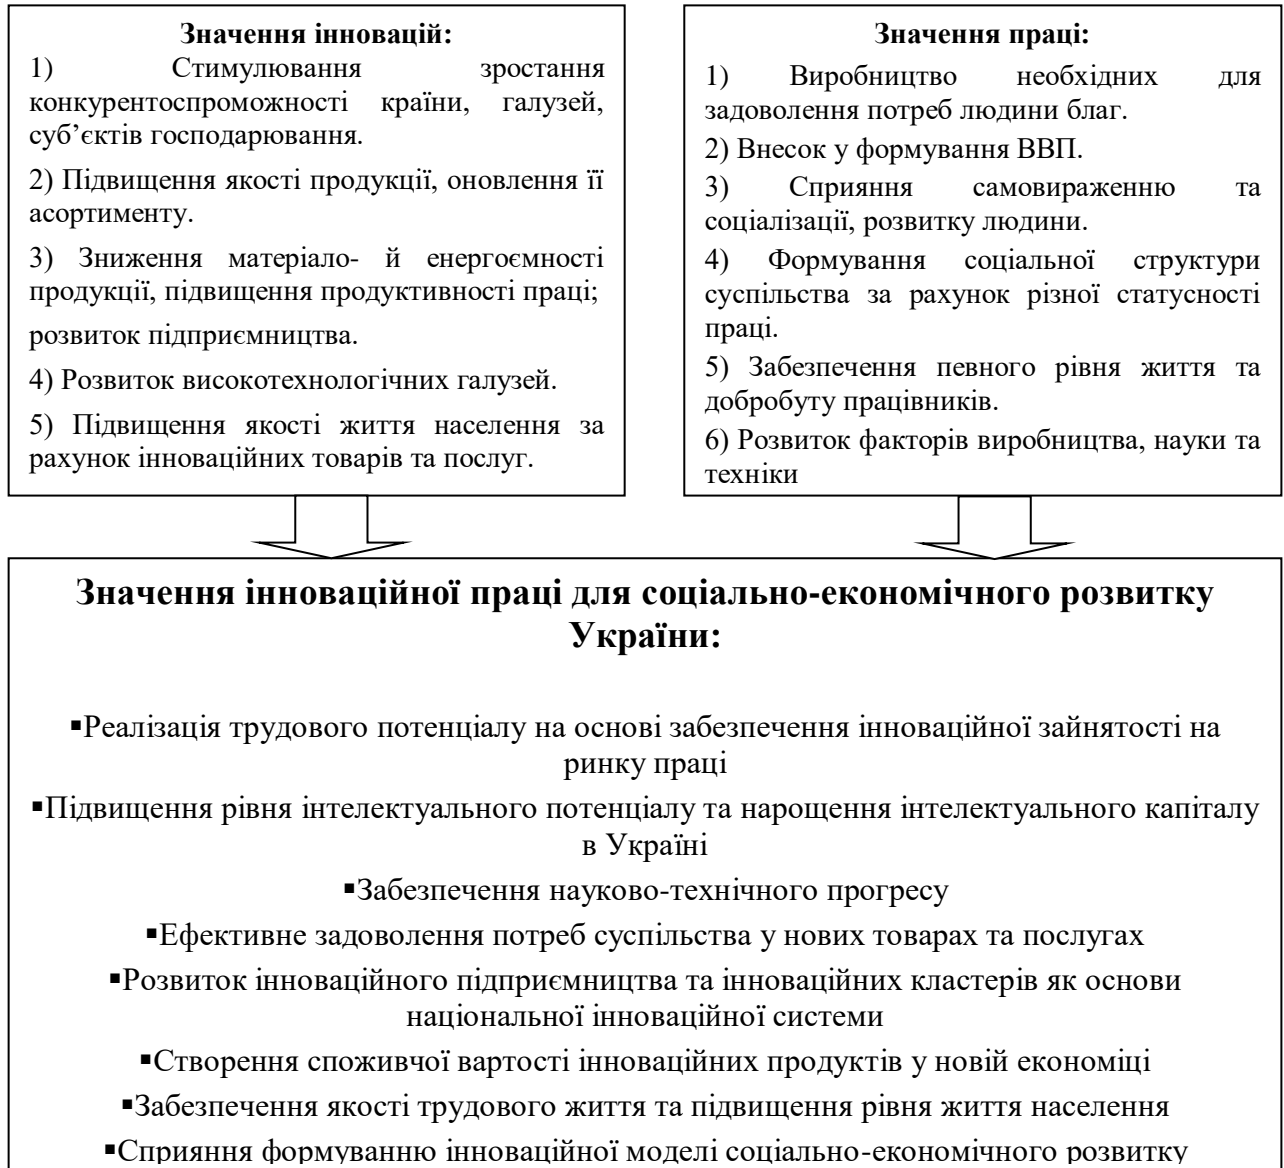 Значення інновацій:
1) Стимулювання зростання
конкурентоспроможності країни, галузей,
суб’єктів господарювання.
2) Підвищення якості продукції, оновлення її
асортименту.
3) Зниження матеріало- й енергоємності
продукції, підвищення продуктивності праці;
розвиток підприємництва.
4) Розвиток високотехнологічних галузей.
5) Підвищення якості життя населення за
рахунок інноваційних товарів та послуг.
Значення праці:
1) Виробництво необхідних для
задоволення потреб людини благ.
2) Внесок у формування ВВП.
3) Сприяння самовираженню та
соціалізації, розвитку людини.
4) Формування соціальної структури
суспільства за рахунок різної статусності
праці.
5) Забезпечення певного рівня життя та
добробуту працівників.
6) Розвиток факторів виробництва, науки та
техніки
Значення інноваційної праці для соціально-економічного розвитку
України:
▪Реалізація трудового потенціалу на основі забезпечення інноваційної зайнятості на
ринку праці
▪Підвищення рівня інтелектуального потенціалу та нарощення інтелектуального капіталу
в Україні
▪Забезпечення науково-технічного прогресу
▪Ефективне задоволення потреб суспільства у нових товарах та послугах
▪Розвиток інноваційного підприємництва та інноваційних кластерів як основи
національної інноваційної системи
▪Створення споживчої вартості інноваційних продуктів у новій економіці
▪Забезпечення якості трудового життя та підвищення рівня життя населення
▪Сприяння формуванню інноваційної моделі соціально-економічного розвитку